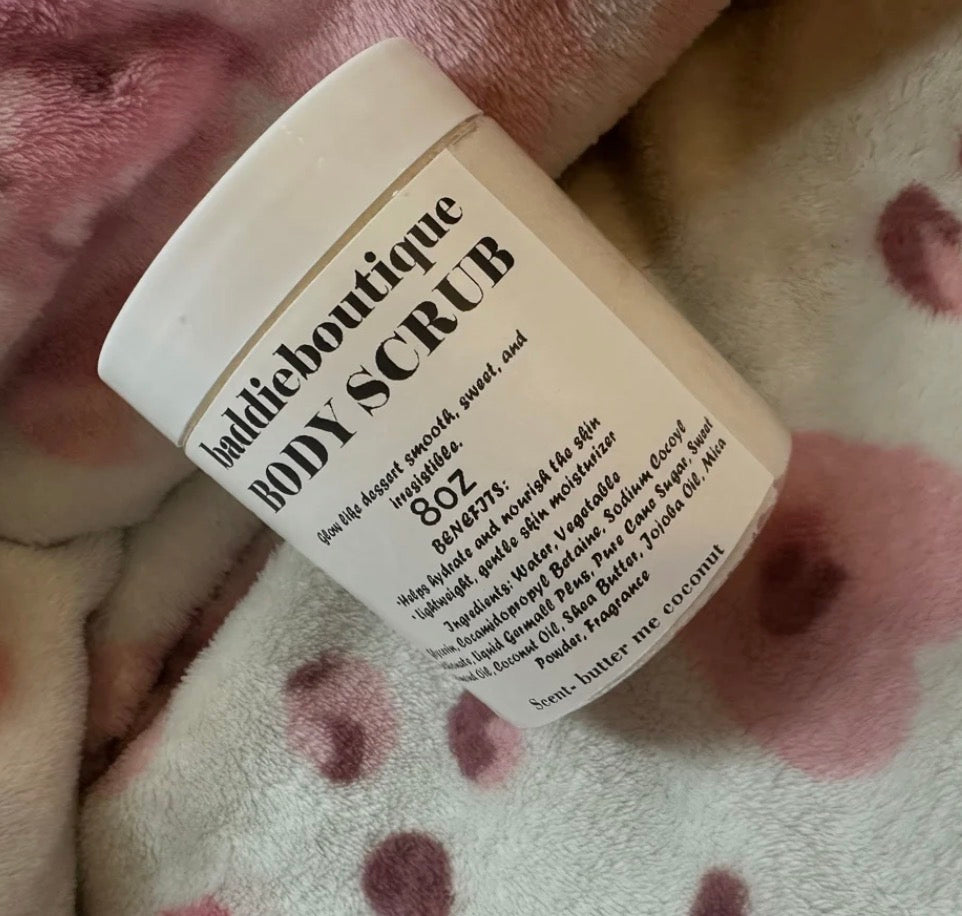 baddieboutique
BODY SCRUB
Glow like dessert smooth, sweet, and
irresistible.
8oz
BENEFITS:
•Helps hydrate and nourish the skin
•lightweight, gentle skin moisturizer
Ingredients: Water, Vegetable
Cocamidopropyl Betaine, Sodium Cocoyl
Liquid Germall Plus, Pure Cane Sugar, Sweet
Oil, Coconut Oil, Shea Butter, Jojoba Oil, Mica
Powder, Fragrance
Scent- butter me coconut